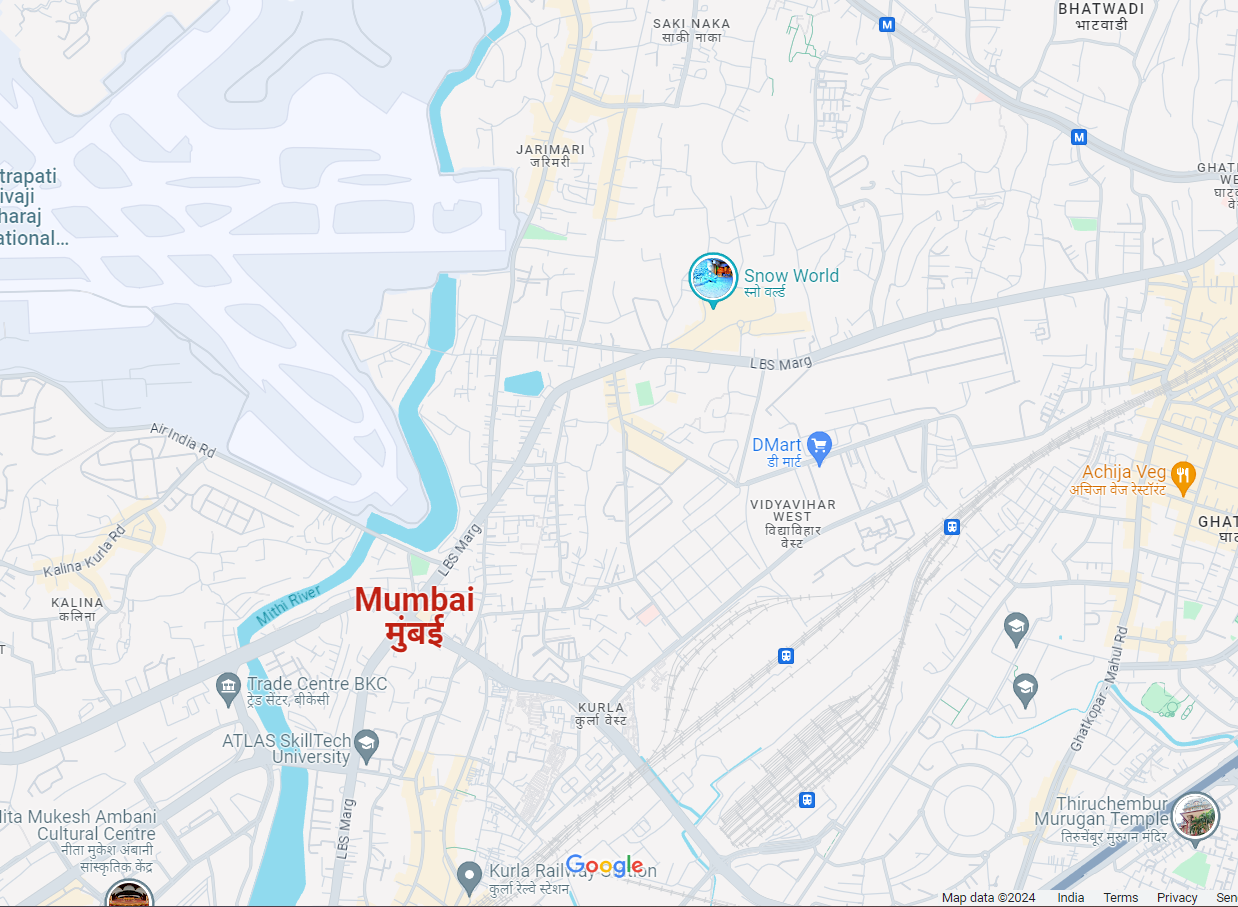 BHATWADI
भाटवाडी
SAKI NAKA
साकी नाका
M
M
JARIMARI
जरिमरी
GHAT
WE
घाटव
वे
trapati
ivaji
haraj
ational...
Snow World
स्नो वर्ल्ड
LBS Marg
Air India Rd
DMart
डी मार्ट
Achija Veg
अचिजा वेज रेस्टॉरंट
VIDYAVIHAR
WEST
विद्याविहार
वेस्ट
GHAT
घाट
LBS Marg
Kalina Kurla Rd
Mithi River
Mumbai
मुंबई
KALINA
कलिना
T
Ghatkopar - Mahul Rd
Trade Centre BKC
ट्रेड सेंटर, बीकेसी
KURLA
कुर्ला वेस्ट
ATLAS SkillTech
University
LBS Marg
Nita Mukesh Ambani
Cultural Centre
नीता मुकेश अंबानी
सांस्कृतिक केंद्र
Thiruchembur
Murugan Temple
तिरुचेंबूर मुरुगन मंदिर
Kurla Railway Station
कुर्ला रेल्वे स्टेशन
Google
Map data ©2024 India Terms Privacy Sen